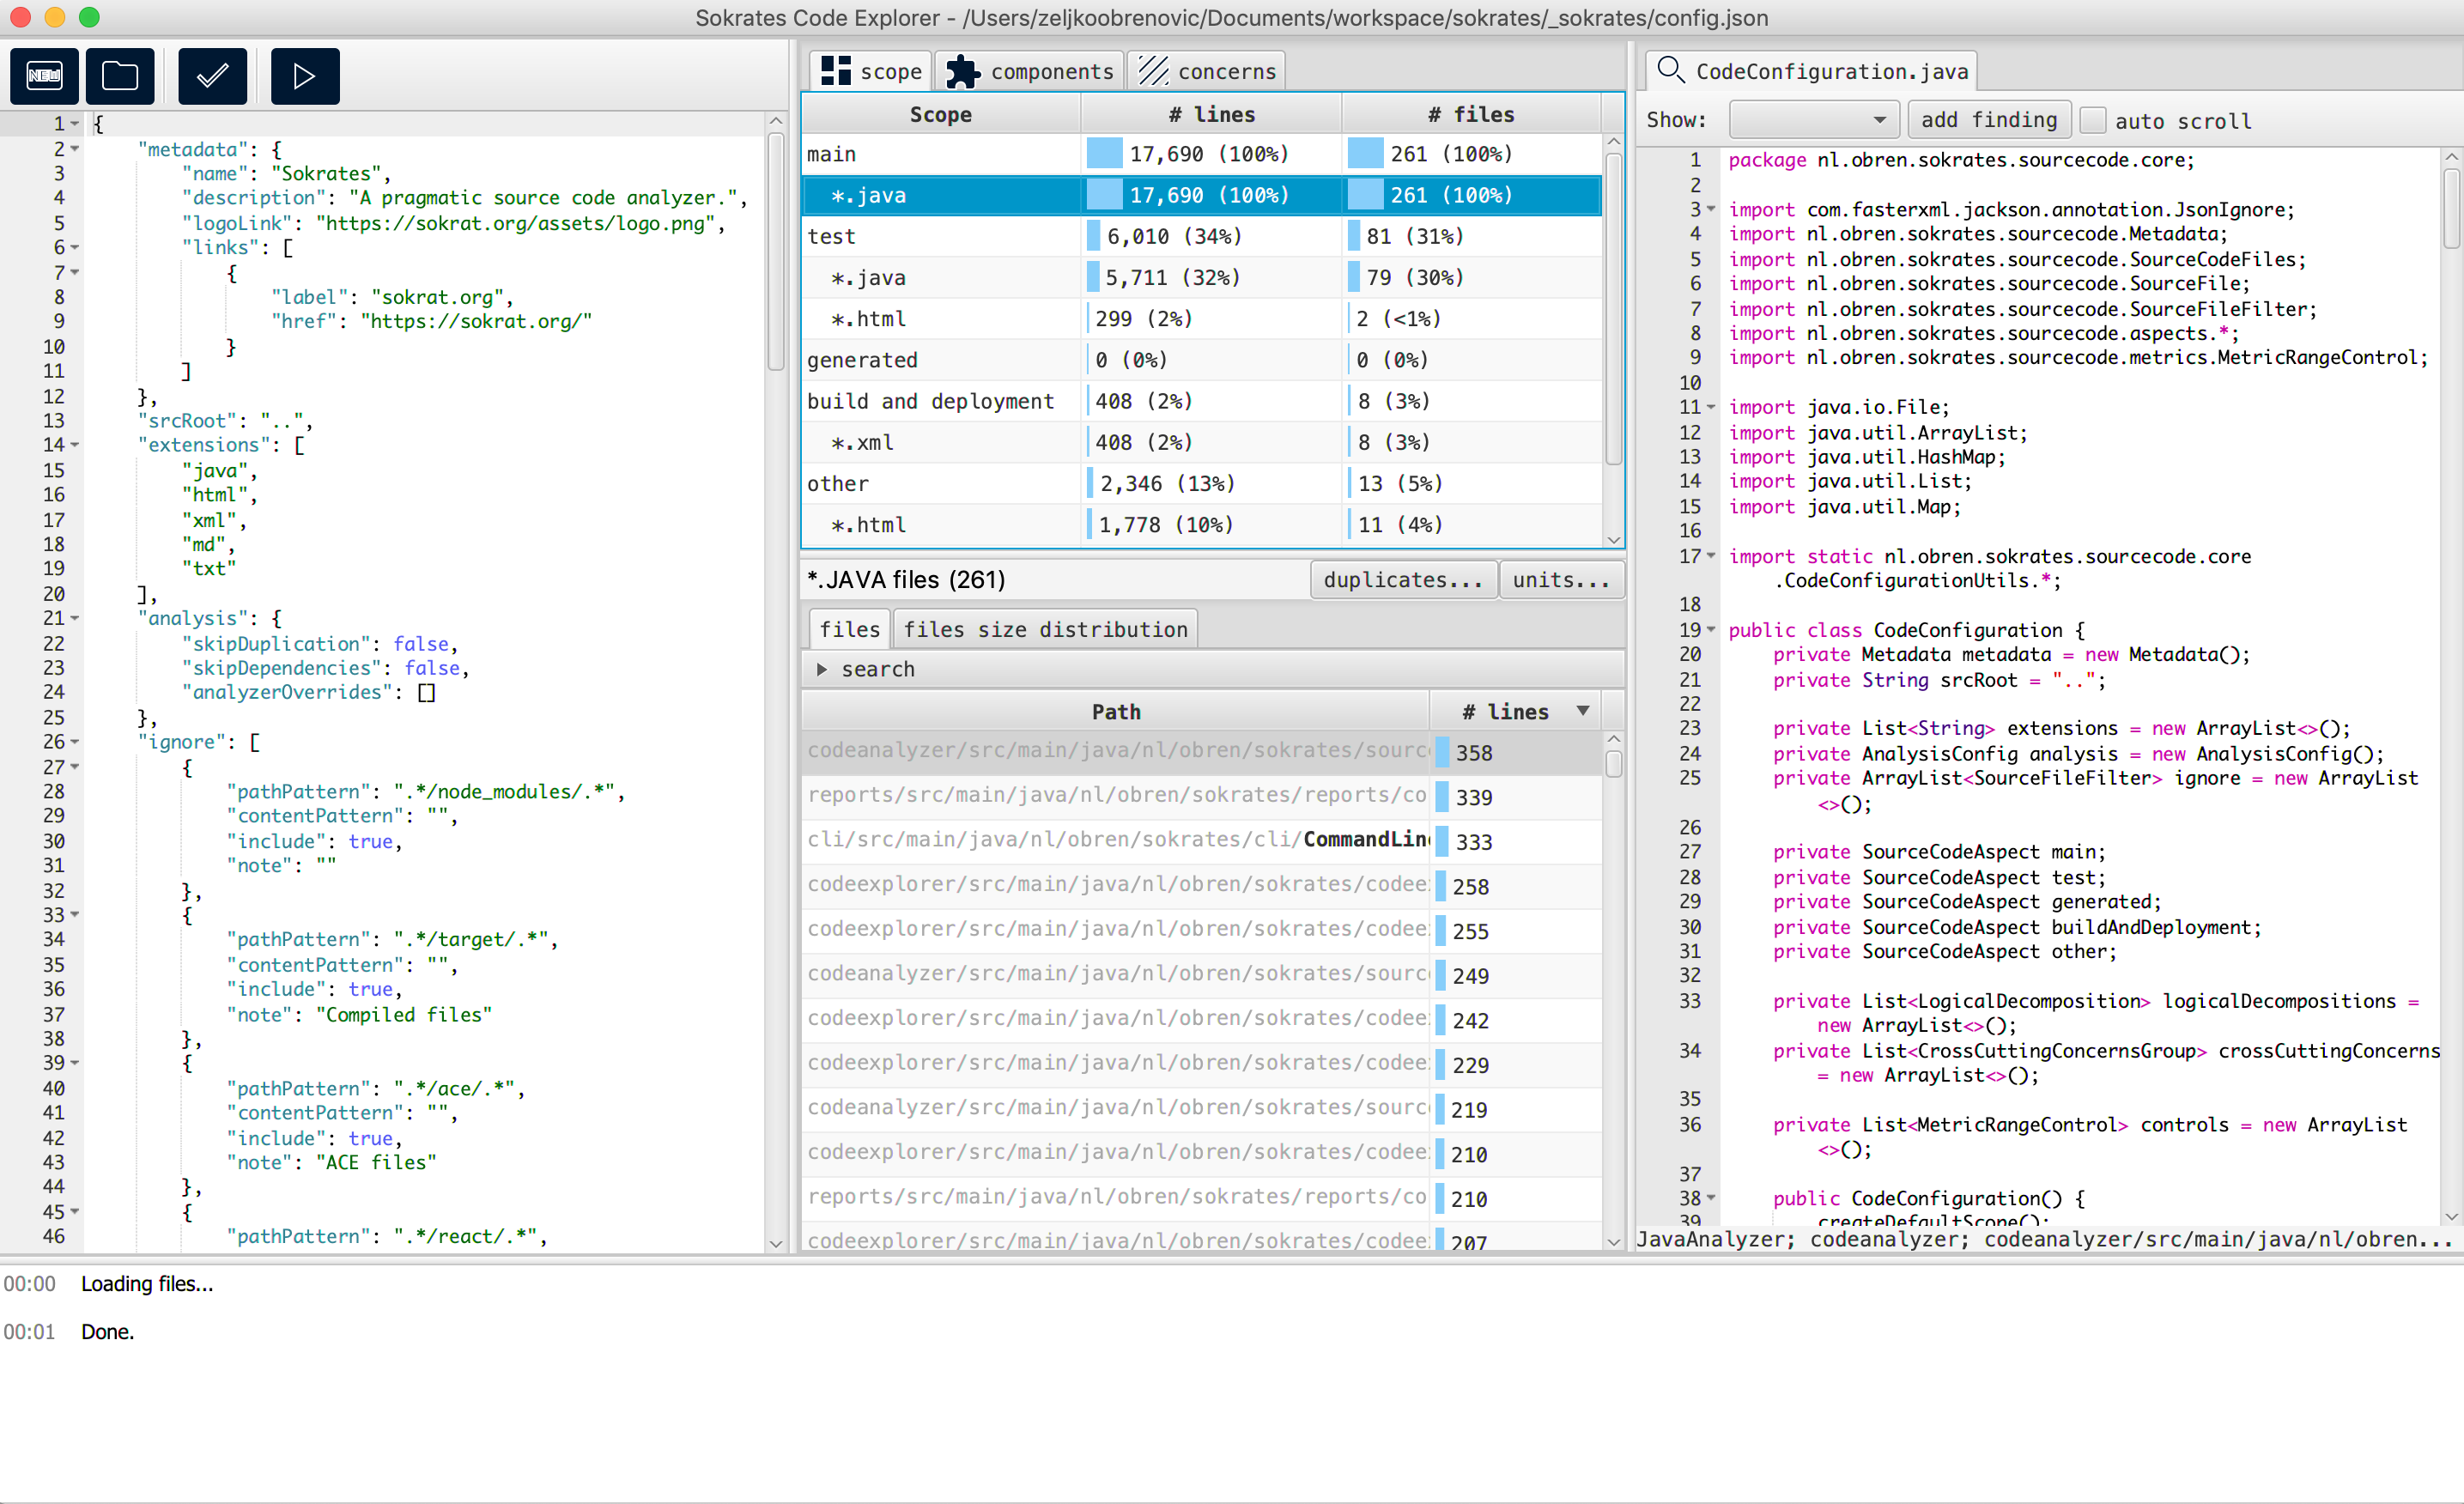 Sokrates Code Explorer - /Users/zeljkoobrenovic/Documents/workspace/sokrates/_sokrates/config.json
NEW
1 {
2 "metadata": {
3 "name": "Sokrates",
4 "description": "A pragmatic source code analyzer.",
5 "logoLink": "https://sokrat.org/assets/logo.png",
6 "links": [
7 {
8 "label": "sokrat.org",
9 "href": "https://sokrat.org/"
10 }
11 ]
12 },
13 "srcRoot": "..",
14 "extensions": [
15 "java",
16 "html",
17 "xml",
18 "md",
19 "txt"
20 ],
21 "analysis": {
22 "skipDuplication": false,
23 "skipDependencies": false,
24 "analyzerOverrides": []
25 },
26 "ignore": [
27 {
28 "pathPattern": ".*/node_modules/.*",
29 "contentPattern": "",
30 "include": true,
31 "note": ""
32 },
33 {
34 "pathPattern": ".*/target/.*",
35 "contentPattern": "",
36 "include": true,
37 "note": "Compiled files"
38 },
39 {
40 "pathPattern": ".*/ace/.*",
41 "contentPattern": "",
42 "include": true,
43 "note": "ACE files"
44 },
45 {
46 "pathPattern": ".*/react/.*",
scope components concerns
Scope # lines # files
main 17,690 (100%) 261 (100%)
*.java 17,690 (100%) 261 (100%)
test 6,010 (34%) 81 (31%)
*.java 5,711 (32%) 79 (30%)
*.html 299 (2%) 2 (<1%)
generated 0 (0%) 0 (0%)
build and deployment 408 (2%) 8 (3%)
*.xml 408 (2%) 8 (3%)
other 2,346 (13%) 13 (5%)
*.html 1,778 (10%) 11 (4%)
*.JAVA files (261) duplicates... units...
files files size distribution
search
Path # lines
codeanalyzer/src/main/java/nl/obren/sokrates/sourc 358
reports/src/main/java/nl/obren/sokrates/reports/co 339
cli/src/main/java/nl/obren/sokrates/cli/CommandLin 333
codeexplorer/src/main/java/nl/obren/sokrates/codee 258
codeexplorer/src/main/java/nl/obren/sokrates/codee 255
codeanalyzer/src/main/java/nl/obren/sokrates/sourc 249
codeexplorer/src/main/java/nl/obren/sokrates/codee 242
codeexplorer/src/main/java/nl/obren/sokrates/codee 229
codeanalyzer/src/main/java/nl/obren/sokrates/sourc 219
codeexplorer/src/main/java/nl/obren/sokrates/codee 210
reports/src/main/java/nl/obren/sokrates/reports/co 210
codeexplorer/src/main/java/nl/obren/sokrates/codee 207
CodeConfiguration.java
Show: add finding auto scroll
1 package nl.obren.sokrates.sourcecode.core;
2
3 import com.fasterxml.jackson.annotation.JsonIgnore;
4 import nl.obren.sokrates.sourcecode.Metadata;
5 import nl.obren.sokrates.sourcecode.SourceCodeFiles;
6 import nl.obren.sokrates.sourcecode.SourceFile;
7 import nl.obren.sokrates.sourcecode.SourceFileFilter;
8 import nl.obren.sokrates.sourcecode.aspects.*;
9 import nl.obren.sokrates.sourcecode.metrics.MetricRangeControl;
10
11 import java.io.File;
12 import java.util.ArrayList;
13 import java.util.HashMap;
14 import java.util.List;
15 import java.util.Map;
16
17 import static nl.obren.sokrates.sourcecode.core
.CodeConfigurationUtils.*;
18
19 public class CodeConfiguration {
20 private Metadata metadata = new Metadata();
21 private String srcRoot = "..";
22
23 private List<String> extensions = new ArrayList<>();
24 private AnalysisConfig analysis = new AnalysisConfig();
25 private ArrayList<SourceFileFilter> ignore = new ArrayList
<>();
26
27 private SourceCodeAspect main;
28 private SourceCodeAspect test;
29 private SourceCodeAspect generated;
30 private SourceCodeAspect buildAndDeployment;
31 private SourceCodeAspect other;
32
33 private List<LogicalDecomposition> logicalDecompositions =
new ArrayList<>();
34 private List<CrossCuttingConcernsGroup> crossCuttingConcerns
= new ArrayList<>();
35
36 private List<MetricRangeControl> controls = new ArrayList
<>();
37
38 public CodeConfiguration() {
39 createDefaultScope();
JavaAnalyzer; codeanalyzer; codeanalyzer/src/main/java/nl/obren...
00:00 Loading files...
00:01 Done.